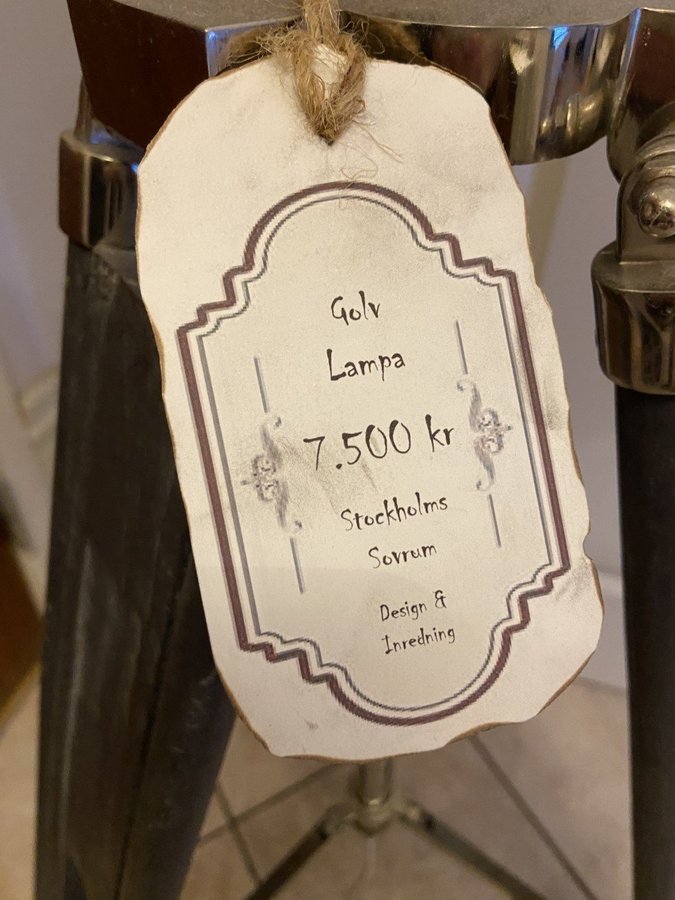 Golv
Lampa
7.500 kr
Stockholms
Sovrum
Design &
Inredning